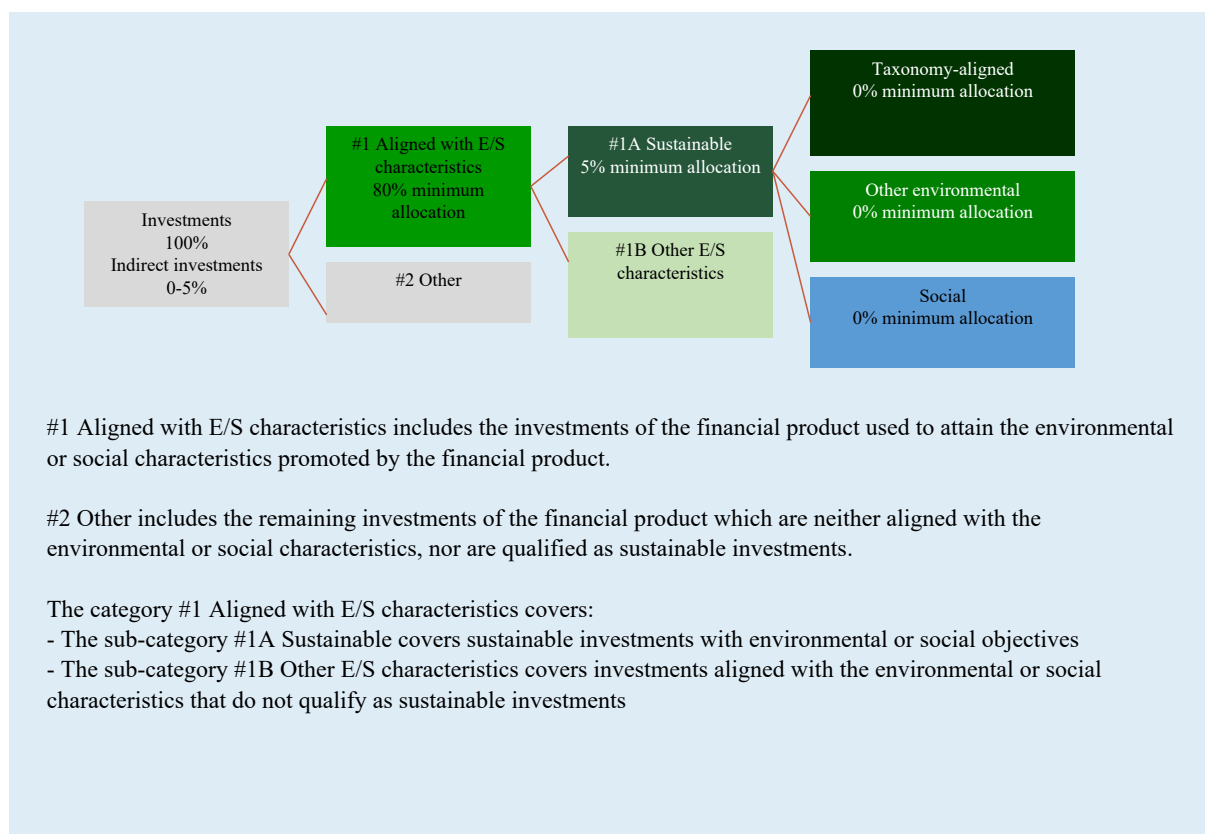 Investments
100%
Indirect investments
0-5%
#1 Aligned with E/S
characteristics
80% minimum
allocation
#2 Other
#1A Sustainable
5% minimum allocation
#1B Other E/S
characteristics
Taxonomy-aligned
0% minimum allocation
Other environmental
0% minimum allocation
Social
0% minimum allocation
#1 Aligned with E/S characteristics includes the investments of the financial product used to attain the environmental
or social characteristics promoted by the financial product.
#2 Other includes the remaining investments of the financial product which are neither aligned with the
environmental or social characteristics, nor are qualified as sustainable investments.
The category #1 Aligned with E/S characteristics covers:
- The sub-category #1A Sustainable covers sustainable investments with environmental or social objectives
- The sub-category #1B Other E/S characteristics covers investments aligned with the environmental or social
characteristics that do not qualify as sustainable investments